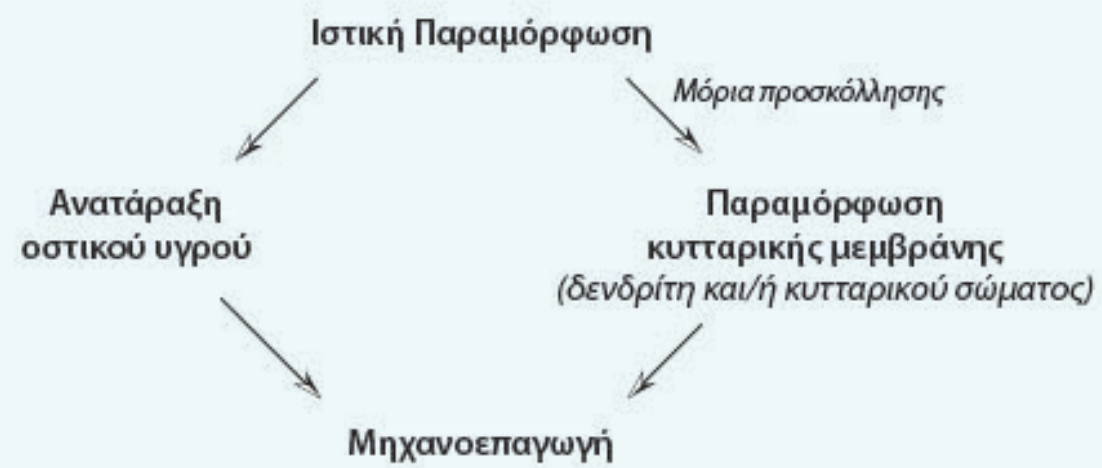 Ιστική Παραμόρφωση
Μόρια προσκόλλησης
Ανατάραξη
οστικού υγρού
Παραμόρφωση
κυτταρικής μεμβράνης
(δενδρίτη και/ή κυτταρικού σώματος)
Μηχανοεπαγωγή